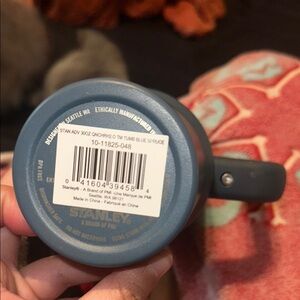 DESIGNED IN SEATTLE WA ETHICALLY MANUFACTURED IN
STAN ADV 30OZ QNCHRH2.O TM TUMB BLUE SPRUCE
10-11825-048
0 41604 39458 4
Stanley® - A Brand of PMI -Une Marque de PMI
Seattle, WA 98121
Made in China - Fabriqué en Chine
STANLEY
A BRAND OF PMI